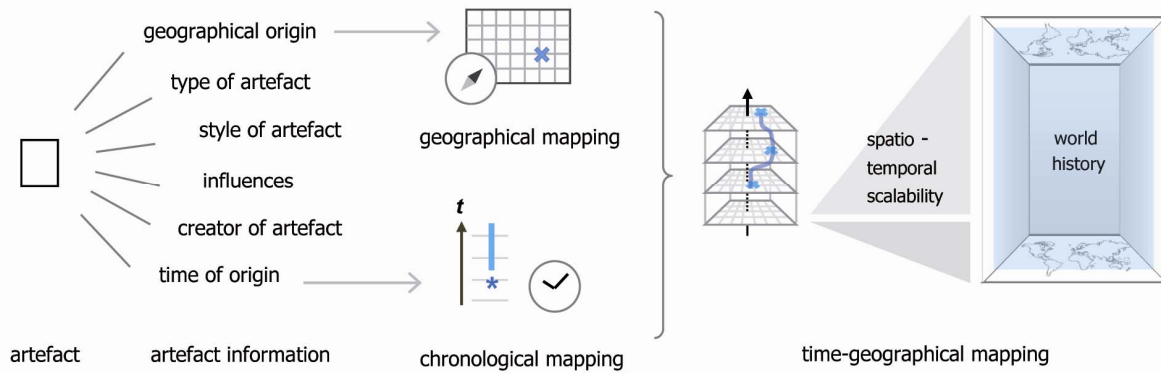 geographical origin
type of artefact
style of artefact
influences
creator of artefact
time of origin
artefact
artefact information
geographical mapping
t
*
chronological mapping
spatio -
temporal
scalability
world
history
time-geographical mapping